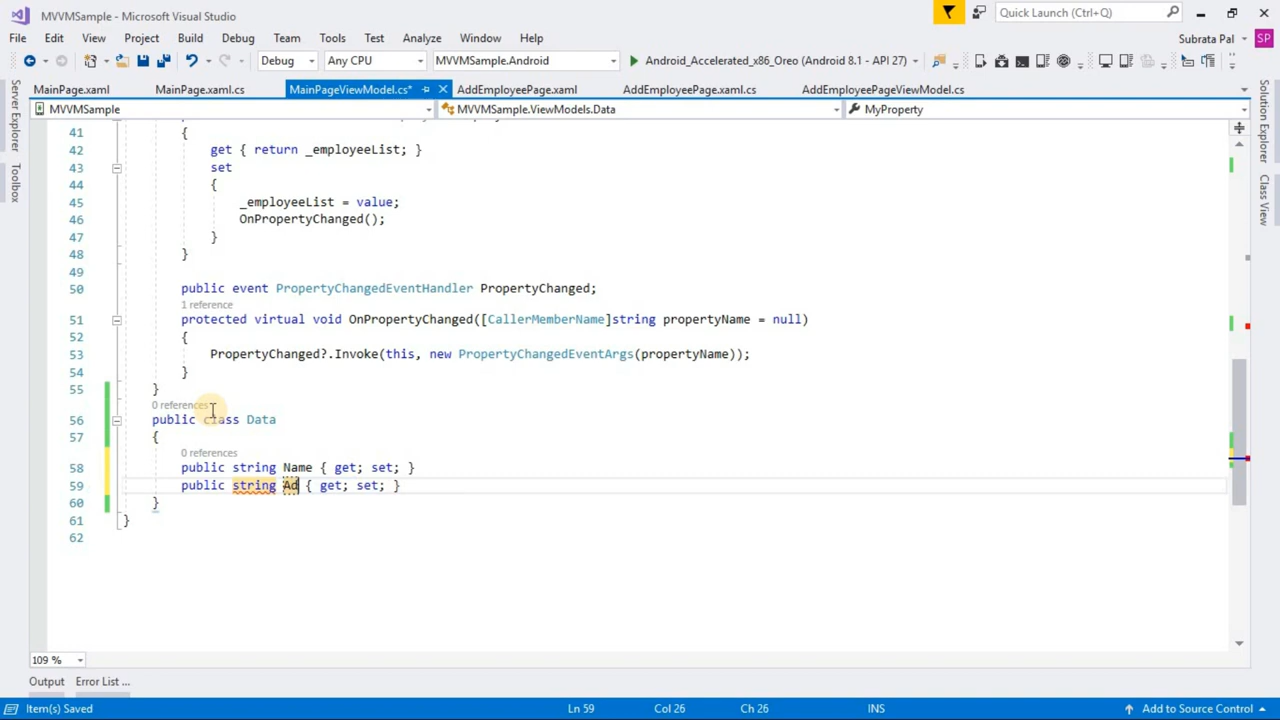 MVVMSample - Microsoft Visual Studio
Quick Launch (Ctrl+Q)
File Edit View Project Build Debug Team Tools Test Analyze Window Help
Subrata Pal SP
Debug Any CPU MVVMSample.Android Android_Accelerated_x86_Oreo (Android 8.1 - API 27)
MainPage.xaml MainPage.xaml.cs MainPageViewModel.cs* AddEmployeePage.xaml AddEmployeePage.xaml.cs AddEmployeePageViewModel.cs
MVVMSample MVVMSample.ViewModels.Data MyProperty
Server Explorer
Toolbox
Solution Explorer
Class View
41 {
42 get { return _employeeList; }
43 set
44 {
45 _employeeList = value;
46 OnPropertyChanged();
47 }
48 }
49
50 public event PropertyChangedEventHandler PropertyChanged;
1 reference
51 protected virtual void OnPropertyChanged([CallerMemberName]string propertyName = null)
52 {
53 PropertyChanged?.Invoke(this, new PropertyChangedEventArgs(propertyName));
54 }
55 }
0 references
56 public class Data
57 {
0 references
58 public string Name { get; set; }
59 public string Ad { get; set; }
60 }
61 }
62
109 %
Output Error List ...
Item(s) Saved Ln 59 Col 26 Ch 26 INS Add to Source Control